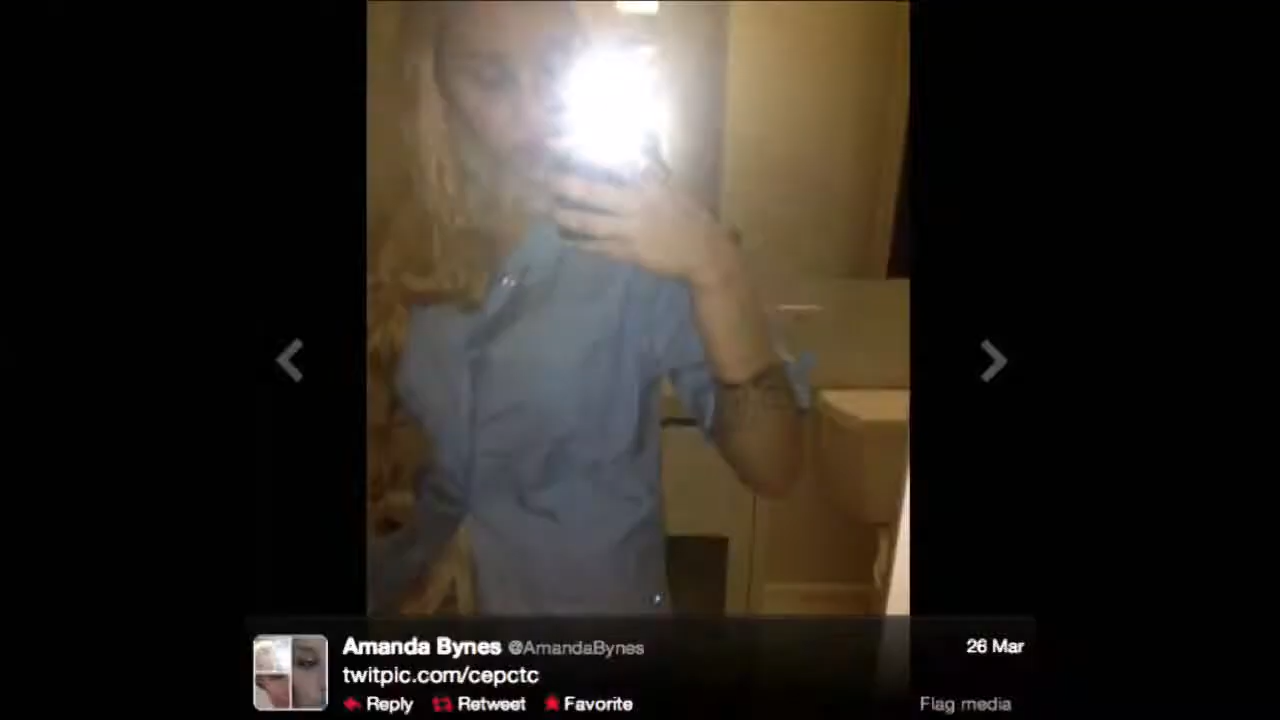 Amanda Bynes @AmandaBynes 26 Mar
twitpic.com/cepctc
Reply Retweet Favorite Flag media